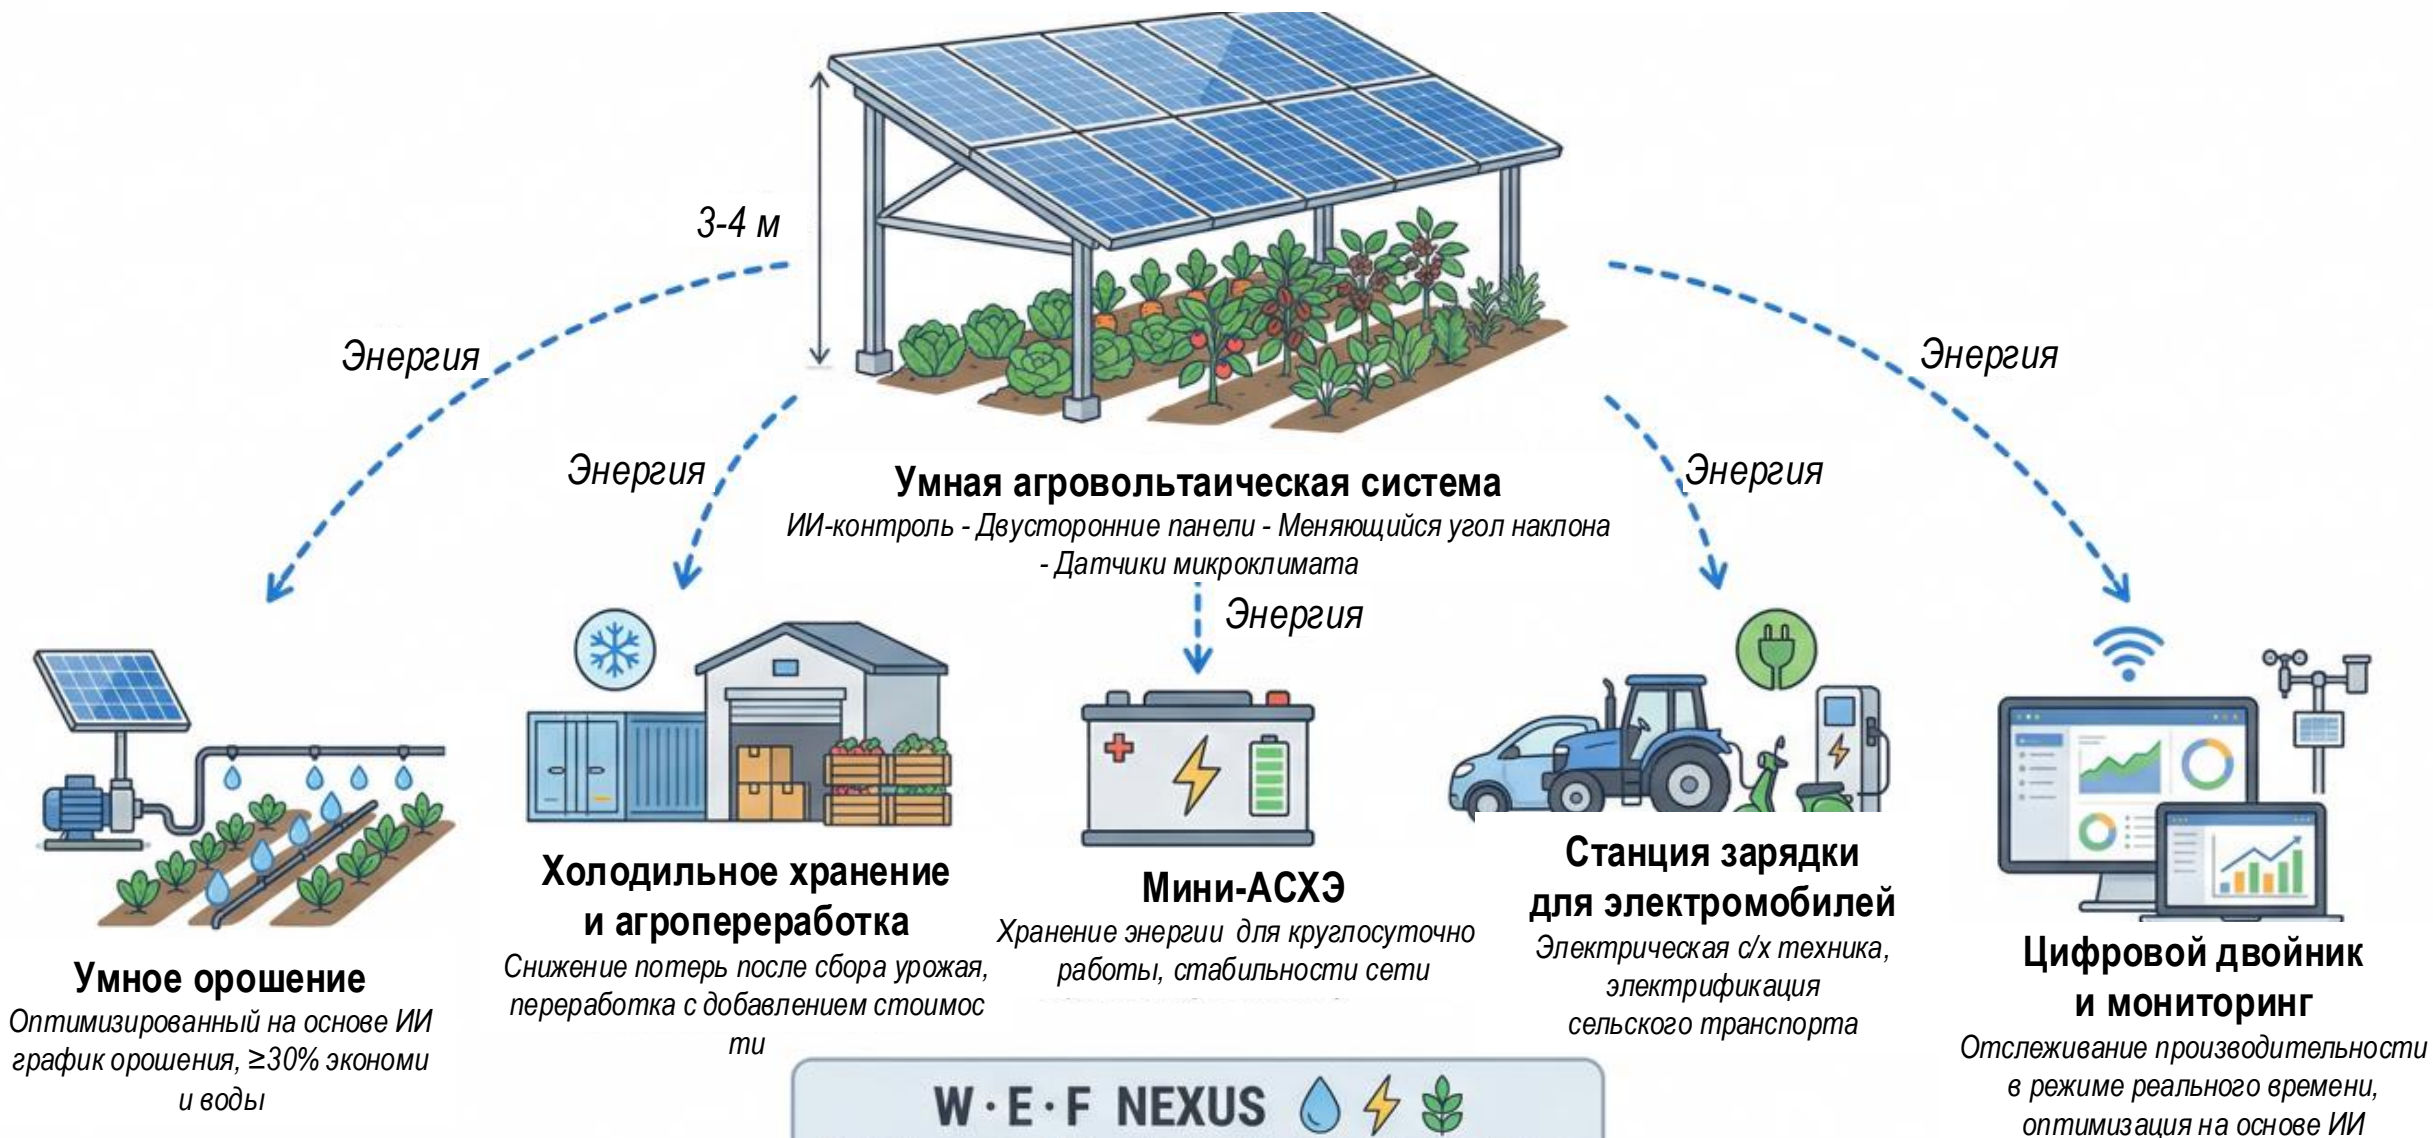 3-4 м
Энергия
Энергия
Энергия
Энергия
Умная агровольтаическая система
ИИ-контроль - Двусторонние панели - Меняющийся угол наклона
- Датчики микроклимата
Энергия
Умное орошение
Оптимизированный на основе ИИ
график орошения, ≥30% экономи
и воды
Холодильное хранение
и агропереработка
Снижение потерь после сбора урожая,
переработка с добавлением стоимос
ти
Мини-АСХЭ
Хранение энергии для круглосуточно
работы, стабильности сети
Станция зарядки
для электромобилей
Электрическая с/х техника,
электрификация
сельского транспорта
Цифровой двойник
и мониторинг
Отслеживание производительности
в режиме реального времени,
оптимизация на основе ИИ
W·E·F NEXUS